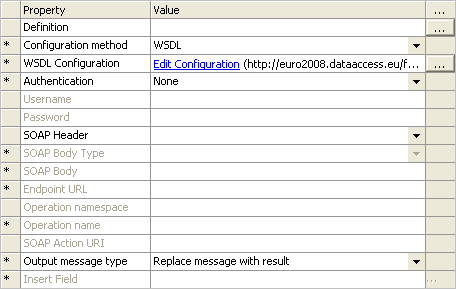 Property Value ...
Definition ...
* Configuration method WSDL
* WSDL Configuration Edit Configuration (http://euro2008.dataaccess.eu/f... ...
* Authentication None
Username
Password
SOAP Header
* SOAP Body Type
* SOAP Body
* Endpoint URL
Operation namespace
* Operation name
SOAP Action URI
* Output message type Replace message with result
* Insert Field ...